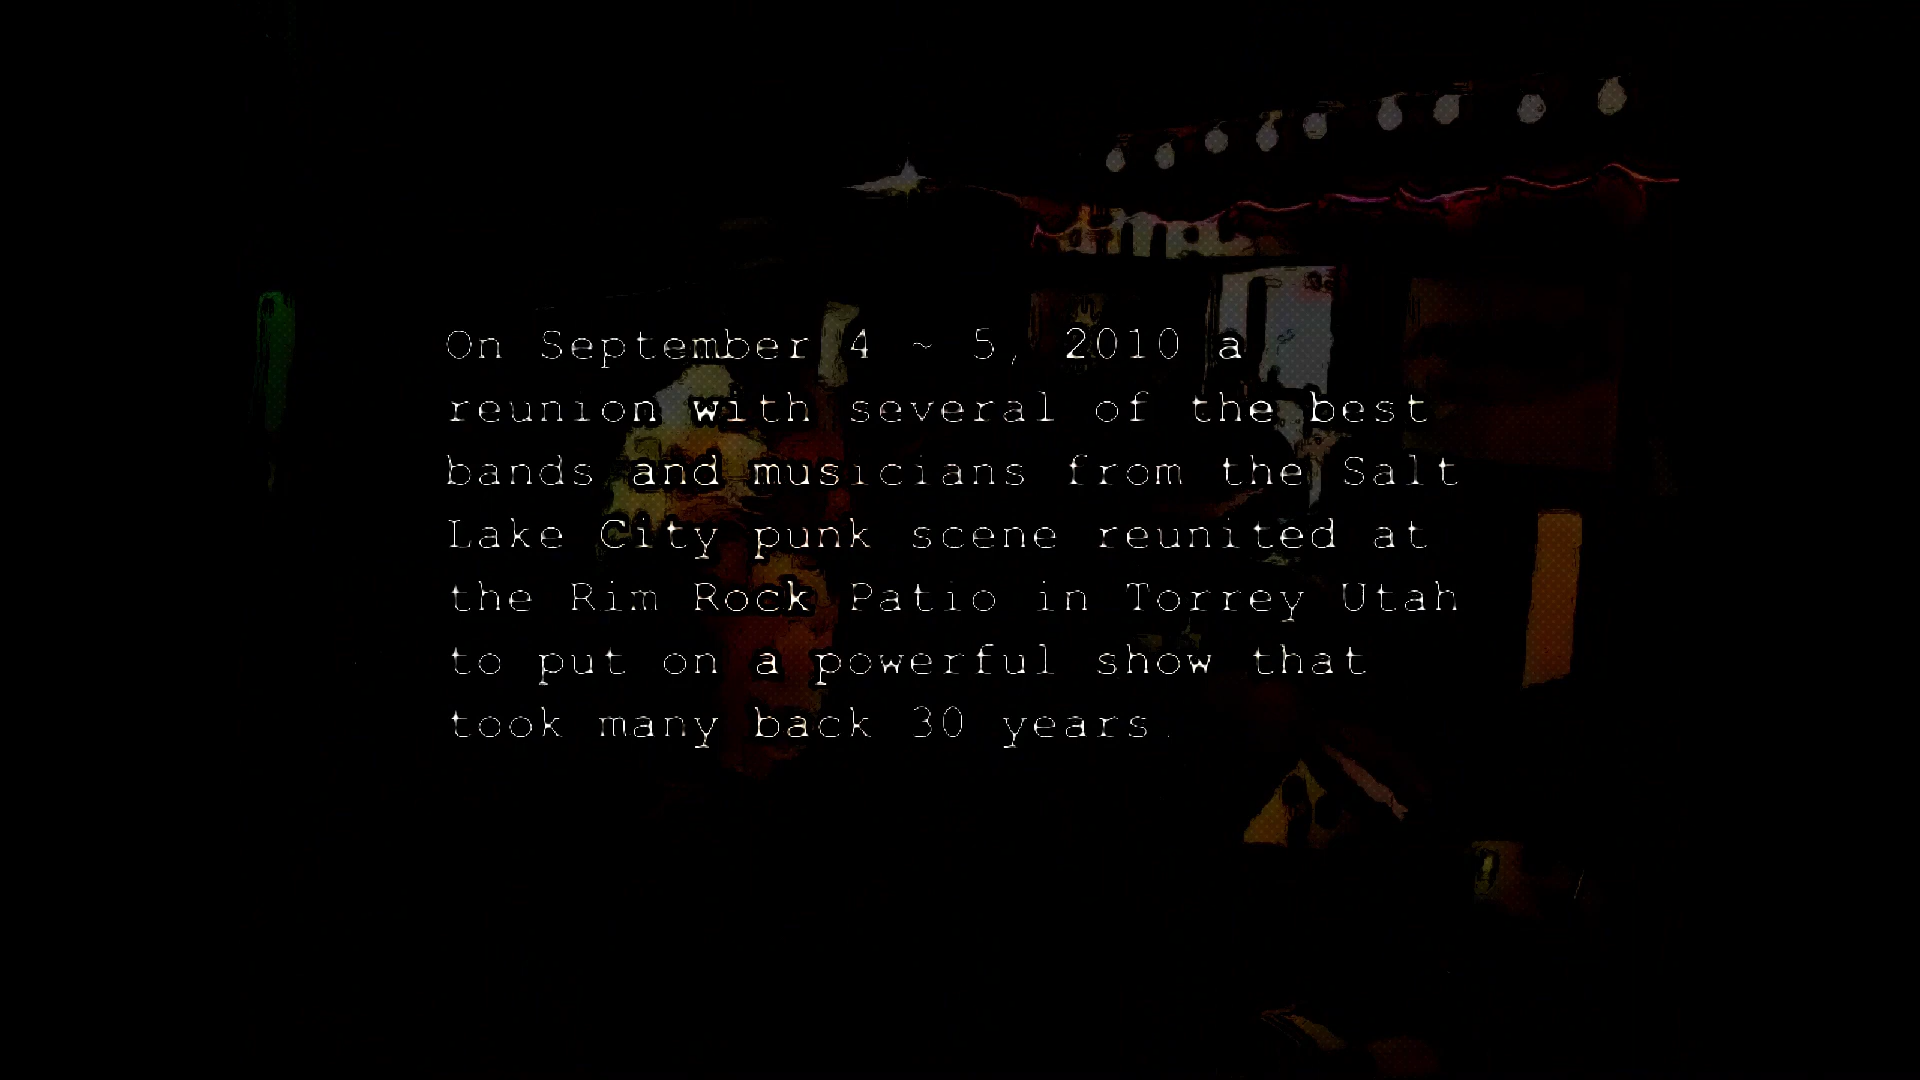 On September 4 ~ 5, 2010 a
reunion with several of the best
bands and musicians from the Salt
Lake City punk scene reunited at
the Rim Rock Patio in Torrey Utah
to put on a powerful show that
took many back 30 years.